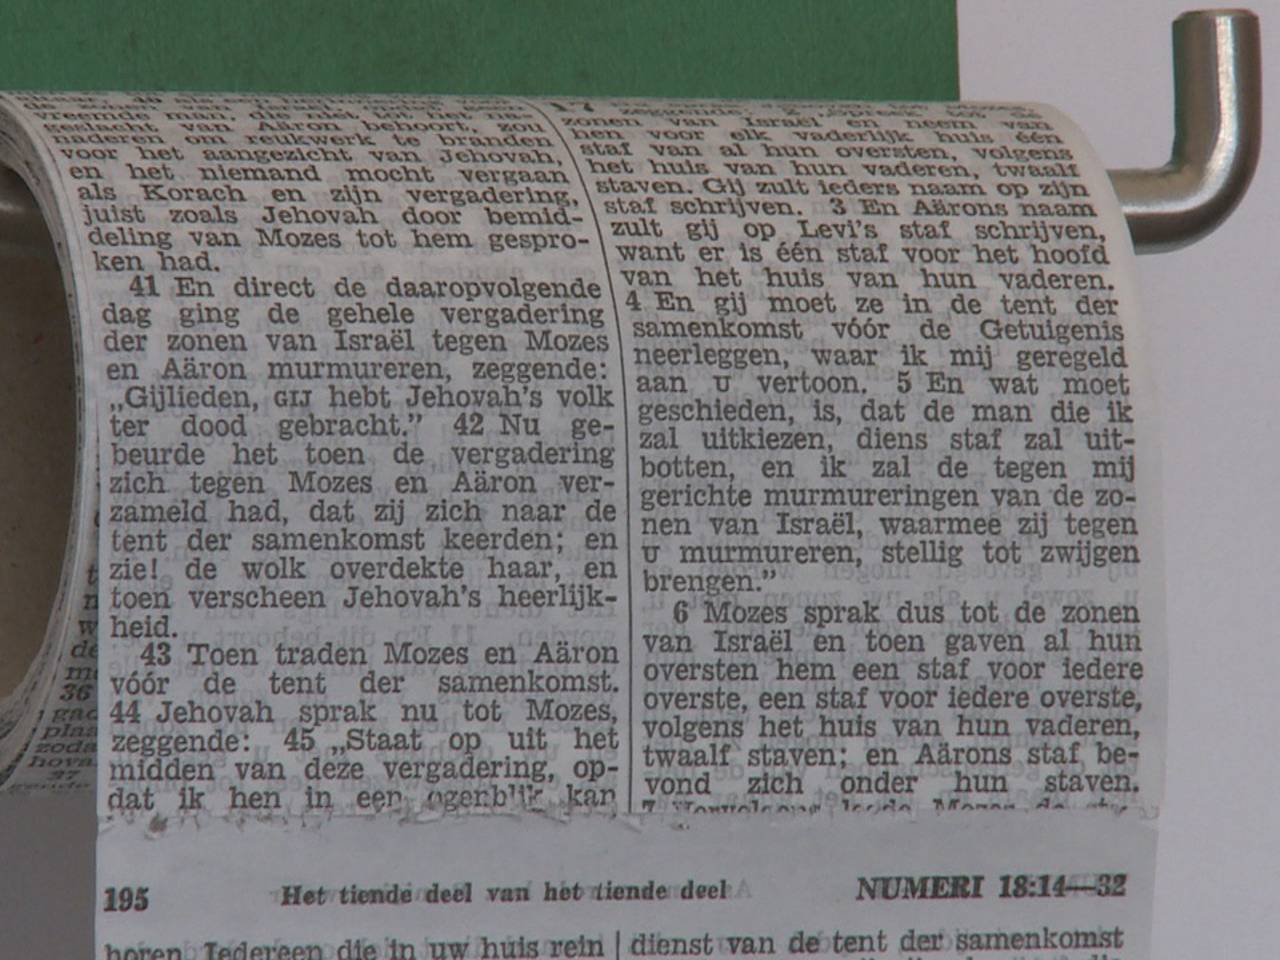 vreemde man, die niet tot het na-
geslacht van Aäron behoort, zou
naderen om reukwerk te branden
voor het aangezicht van Jehovah,
en het niemand mocht vergaan
als Korach en zijn vergadering,
juist zoals Jehovah door bemid-
deling van Mozes tot hem gespro-
ken had.
41 En direct de daaropvolgende
dag ging de gehele vergadering
der zonen van Israël tegen Mozes
en Aäron murmureren, zeggende:
„Gijlieden, GIJ hebt Jehovah's volk
ter dood gebracht.” 42 Nu ge-
beurde het toen de vergadering
zich tegen Mozes en Aäron ver-
zameld had, dat zij zich naar de
tent der samenkomst keerden; en
zie! de wolk overdekte haar, en
toen verscheen Jehovah's heerlijk-
heid.
43 Toen traden Mozes en Aäron
vóór de tent der samenkomst.
44 Jehovah sprak nu tot Mozes,
zeggende: 45 „Staat op uit het
midden van deze vergadering, op-
dat ik hen in een ogenblik kan
17
zonen van Israël en neem van
hen voor elk vaderlijk huis één
staf van al hun oversten, volgens
het huis van hun vaderen, twaalf
staven. Gij zult ieders naam op zijn
staf schrijven. 3 En Aärons naam
zult gij op Levi's staf schrijven,
want er is één staf voor het hoofd
van het huis van hun vaderen.
4 En gij moet ze in de tent der
samenkomst vóór de Getuigenis
neerleggen, waar ik mij geregeld
aan U vertoon. 5 En wat moet
geschieden, is, dat de man die ik
zal uitkiezen, diens staf zal uit-
botten, en ik zal de tegen mij
gerichte murmureringen van de zo-
nen van Israël, waarmee zij tegen
U murmureren, stellig tot zwijgen
brengen.”
6 Mozes sprak dus tot de zonen
van Israël en toen gaven al hun
oversten hem een staf voor iedere
overste, een staf voor iedere overste,
volgens het huis van hun vaderen,
twaalf staven; en Aärons staf be-
vond zich onder hun staven.
36
37
195 Het tiende deel van het tiende deel NUMERI 18:14—32
horen. Iedereen die in uw huis rein
dienst van de tent der samenkomst